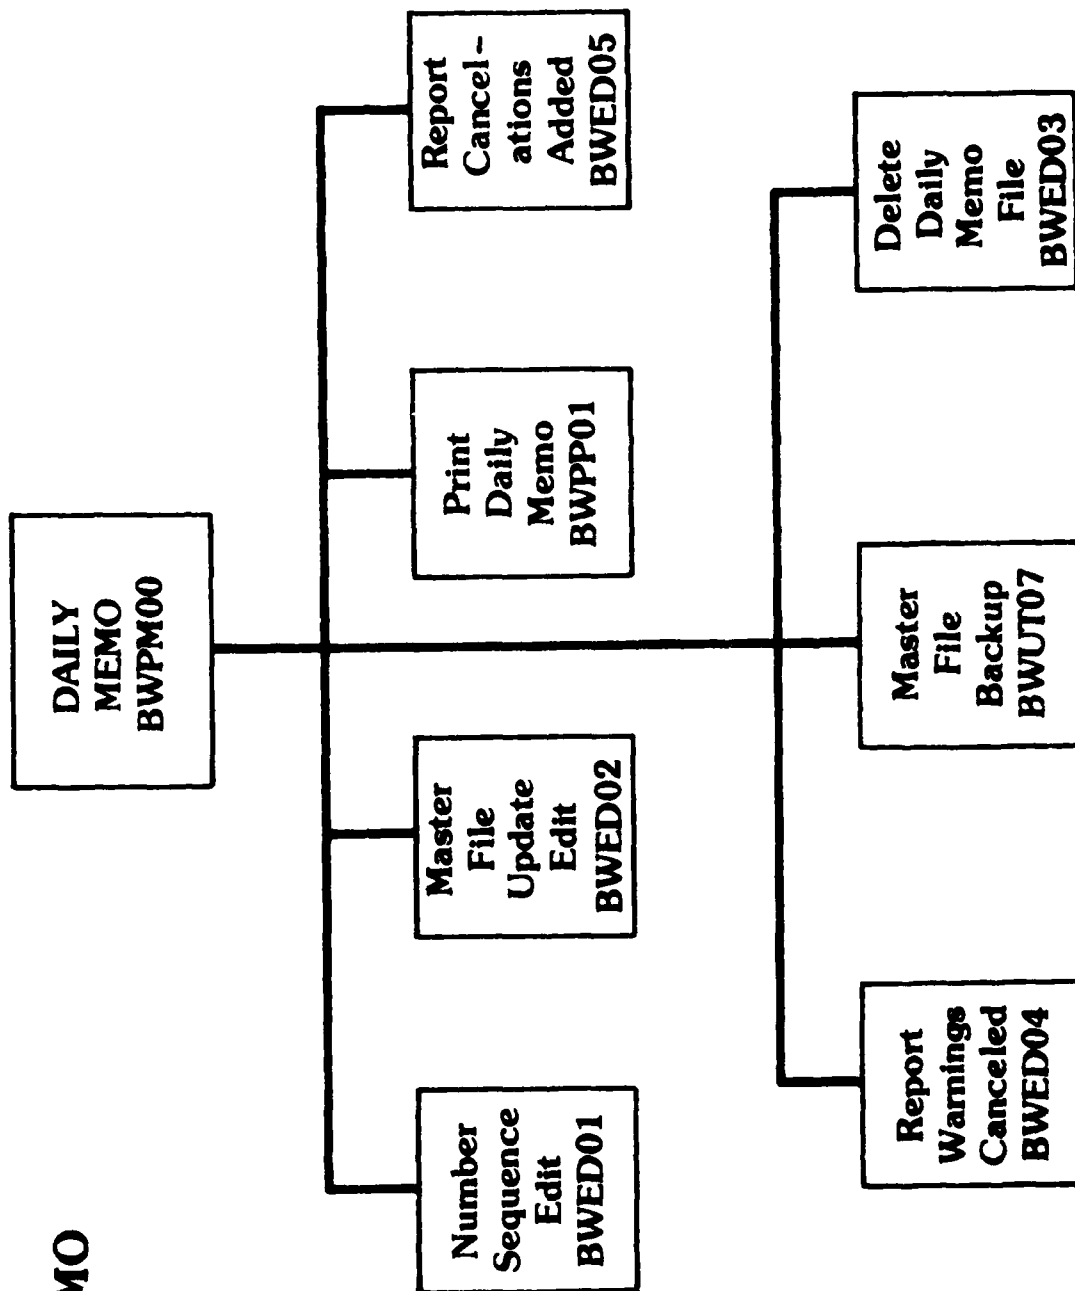 MO
DAILY
MEMO
BWPM00
Number
Sequence
Edit
BWED01
Master
File
Update
Edit
BWED02
Print
Daily
Memo
BWPP01
Report
Cancel-
ations
Added
BWED05
Report
Warnings
Canceled
BWED04
Master
File
Backup
BWUT07
Delete
Daily
Memo
File
BWED03